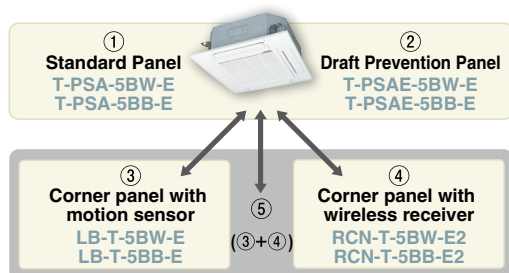 ①
Standard Panel
T-PSA-5BW-E
T-PSA-5BB-E
②
Draft Prevention Panel
T-PSAE-5BW-E
T-PSAE-5BB-E
③
Corner panel with
motion sensor
LB-T-5BW-E
LB-T-5BB-E
⑤
(③+④)
④
Corner panel with
wireless receiver
RCN-T-5BW-E2
RCN-T-5BB-E2